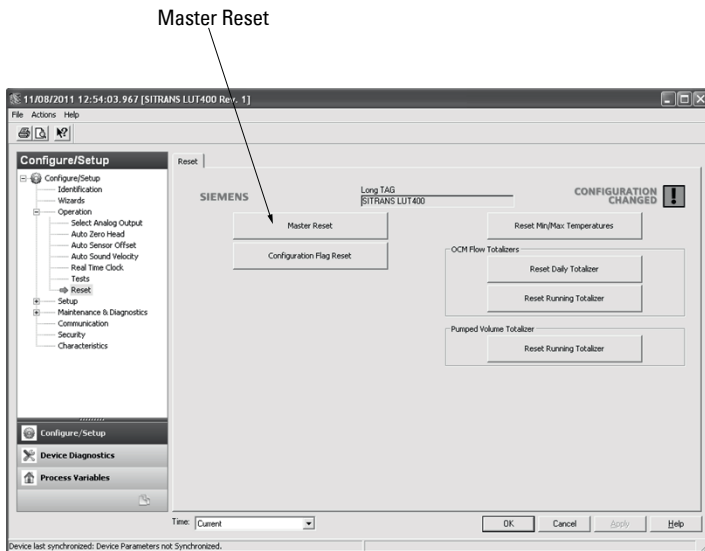 Master Reset
11/08/2011 12:54:03.967 [SITRANS LUT400 Rev. 1]
File Actions Help
Configure/Setup
Configure/Setup
Identification
Wizards
Operation
Select Analog Output
Auto Zero Head
Auto Sensor Offset
Auto Sound Velocity
Real Time Clock
Tests
Reset
Setup
Maintenance & Diagnostics
Communication
Security
Characteristics
Configure/Setup
Device Diagnostics
Process Variables
Reset
SIEMENS
Long TAG
SITRANS LUT400
CONFIGURATION
CHANGED
Master Reset
Configuration Flag Reset
Reset Min/Max Temperatures
OCM Flow Totalizers
Reset Daily Totalizer
Reset Running Totalizer
Pumped Volume Totalizer
Reset Running Totalizer
Time: Current
OK Cancel Apply Help
Device last synchronized: Device Parameters not Synchronized.